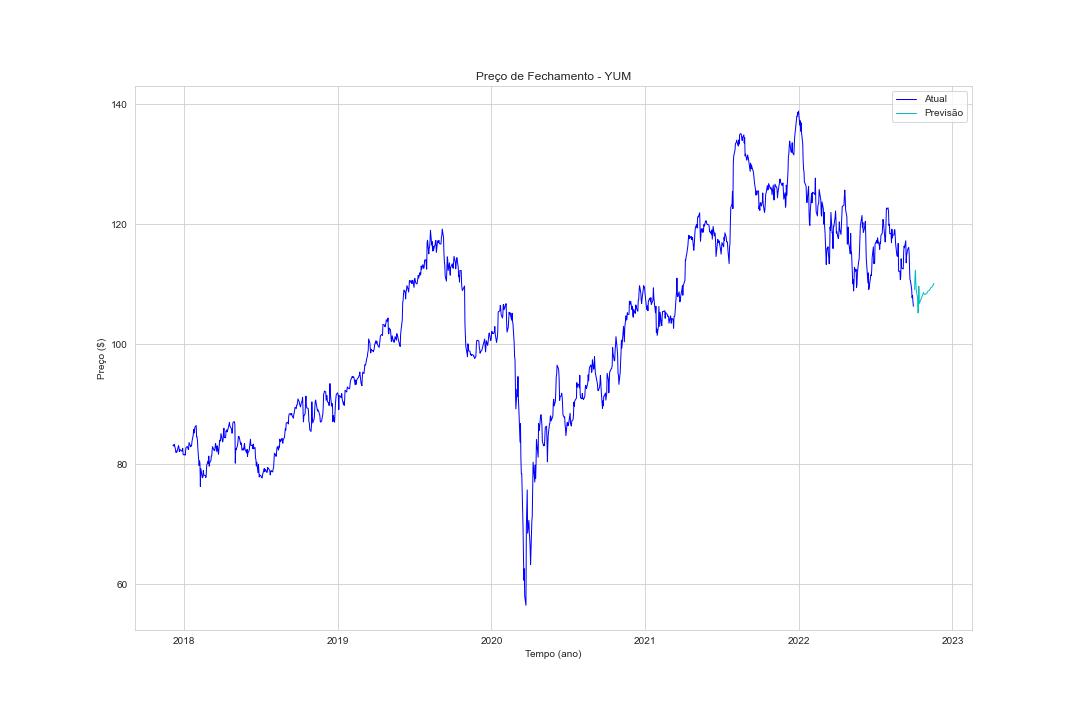 Preço de Fechamento - YUM
Atual
Previsão
140
120
100
80
60
Preço ($)
2018
2019
2020
2021
2022
2023
Tempo (ano)